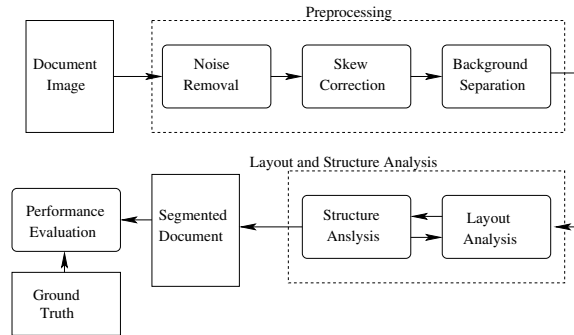 Preprocessing
Document
Image
Noise
Removal
Skew
Correction
Background
Separation
Layout and Structure Analysis
Performance
Evaluation
Segmented
Document
Structure
Anslysis
Layout
Analysis
Ground
Truth